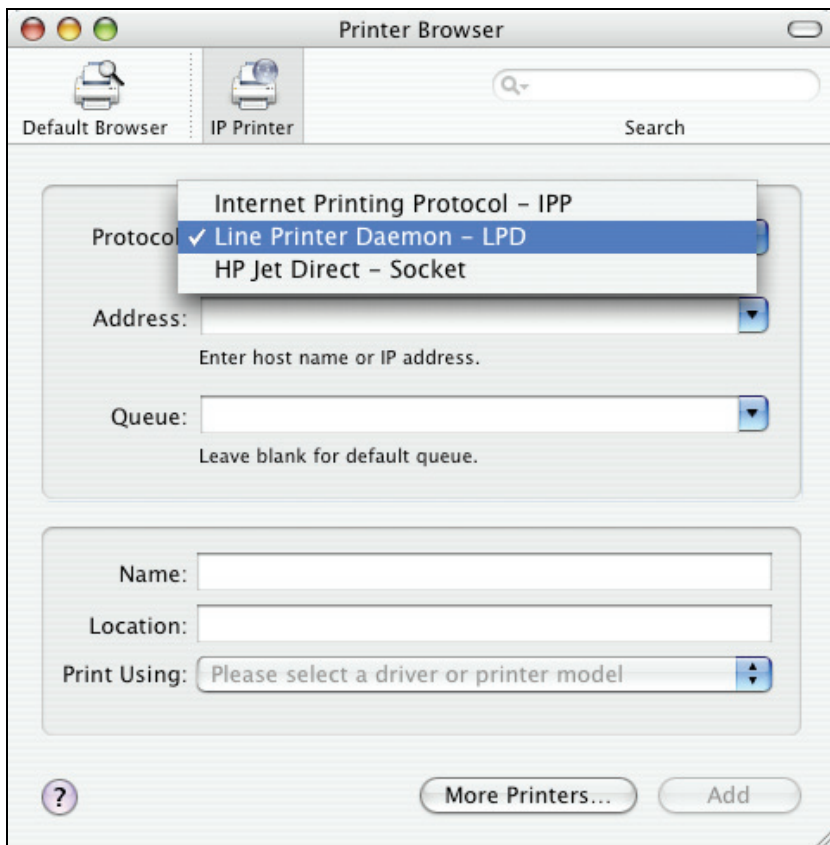 Printer Browser
Default Browser
IP Printer
Search
Internet Printing Protocol – IPP
Protocol
✓ Line Printer Daemon – LPD
HP Jet Direct – Socket
Address:
Enter host name or IP address.
Queue:
Leave blank for default queue.
Name:
Location:
Print Using: Please select a driver or printer model
? More Printers... Add